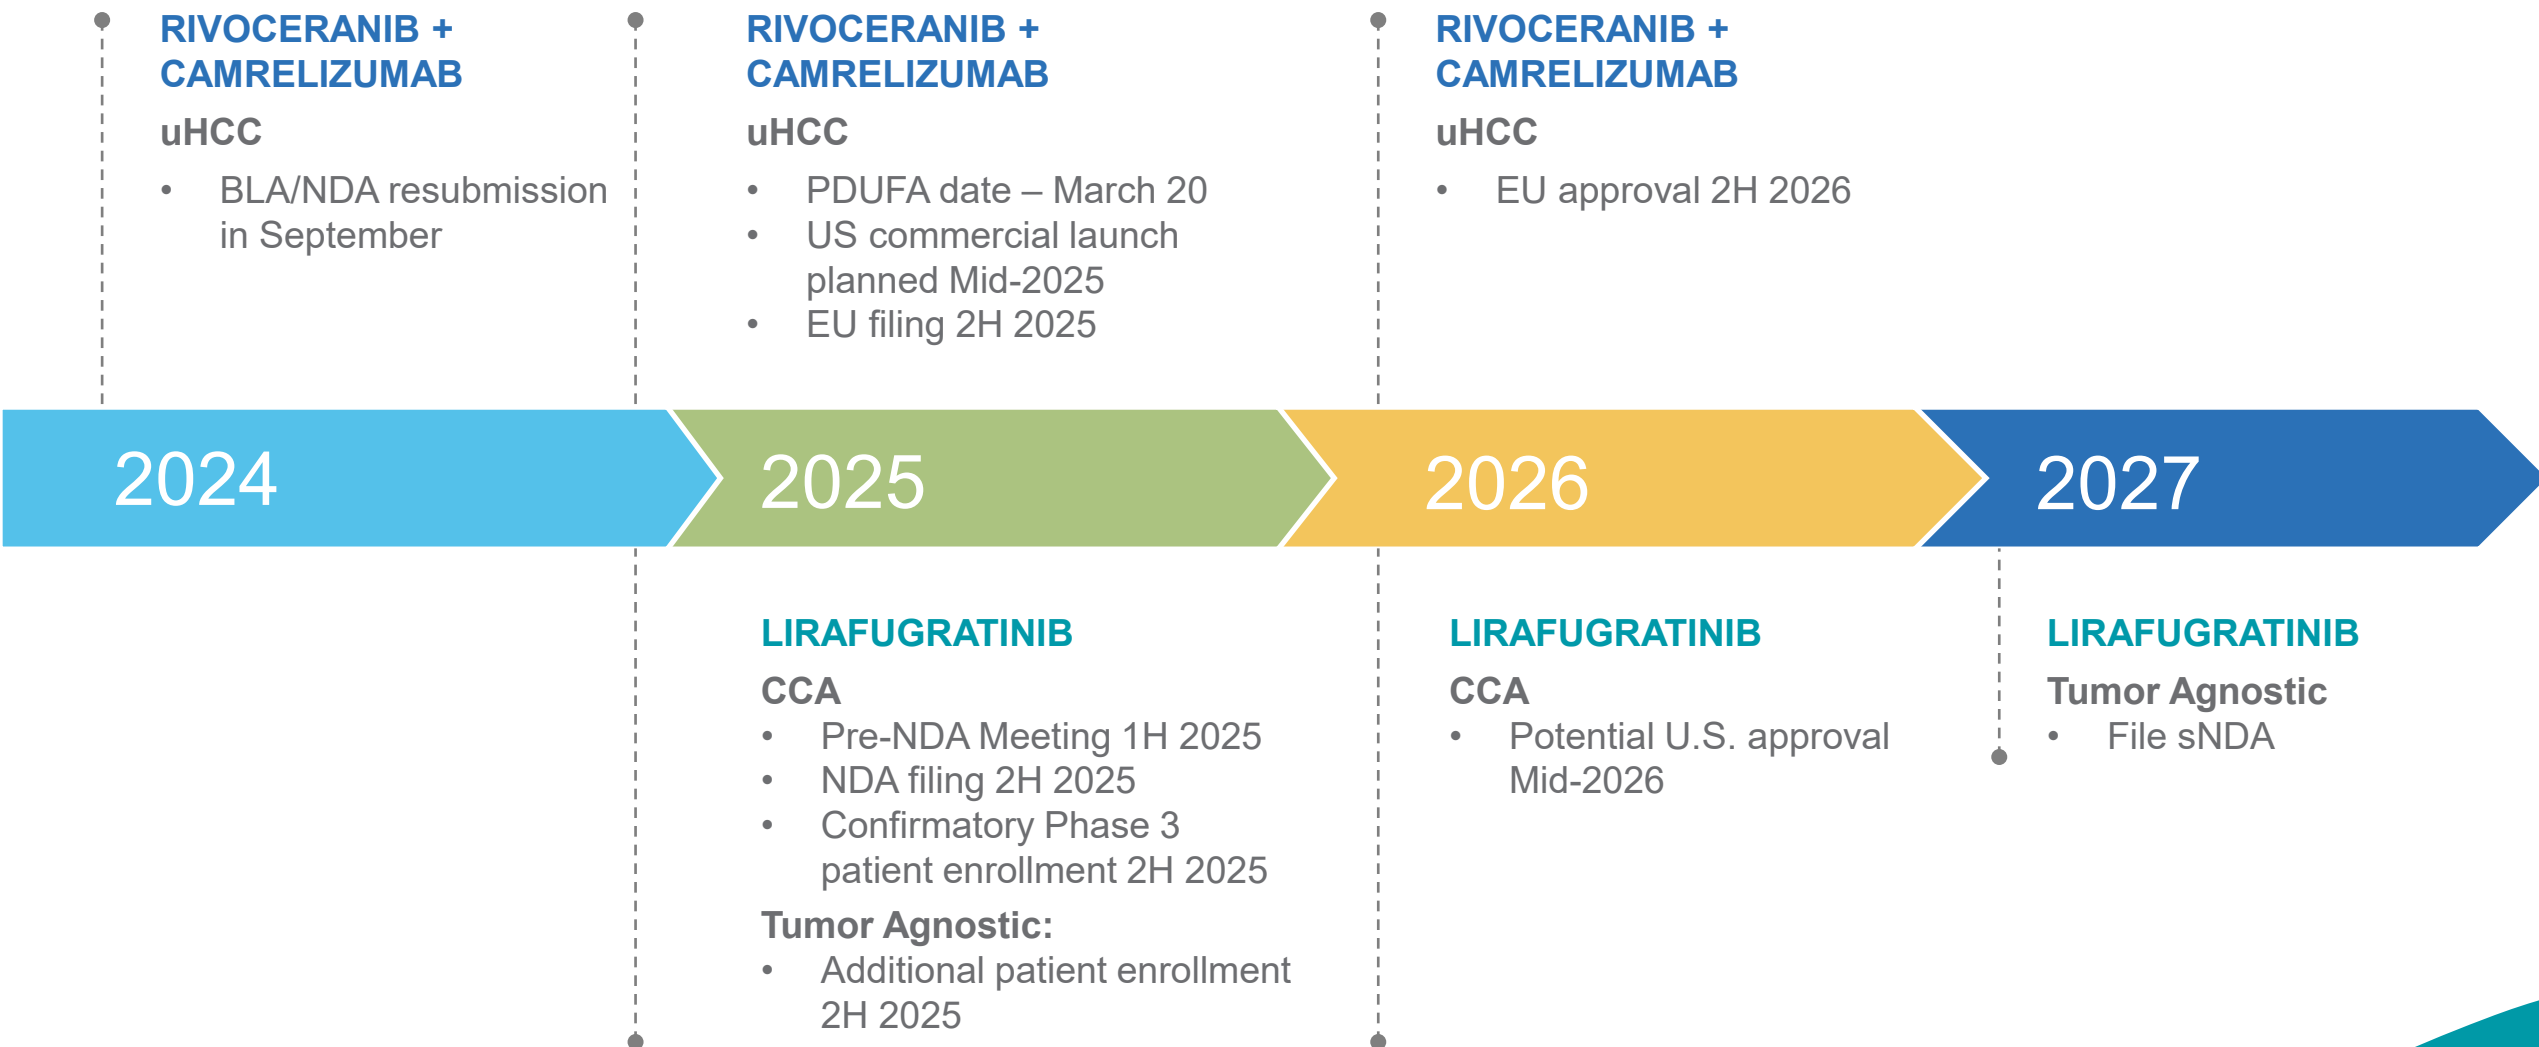 RIVOCERANIB +
CAMRELIZUMAB
uHCC
• BLA/NDA resubmission
in September
RIVOCERANIB +
CAMRELIZUMAB
uHCC
• PDUFA date – March 20
• US commercial launch
planned Mid-2025
• EU filing 2H 2025
RIVOCERANIB +
CAMRELIZUMAB
uHCC
• EU approval 2H 2026
2024
2025
2026
2027
LIRAFUGRATINIB
CCA
• Pre-NDA Meeting 1H 2025
• NDA filing 2H 2025
• Confirmatory Phase 3
patient enrollment 2H 2025
Tumor Agnostic:
• Additional patient enrollment
2H 2025
LIRAFUGRATINIB
CCA
• Potential U.S. approval
Mid-2026
LIRAFUGRATINIB
Tumor Agnostic
• File sNDA